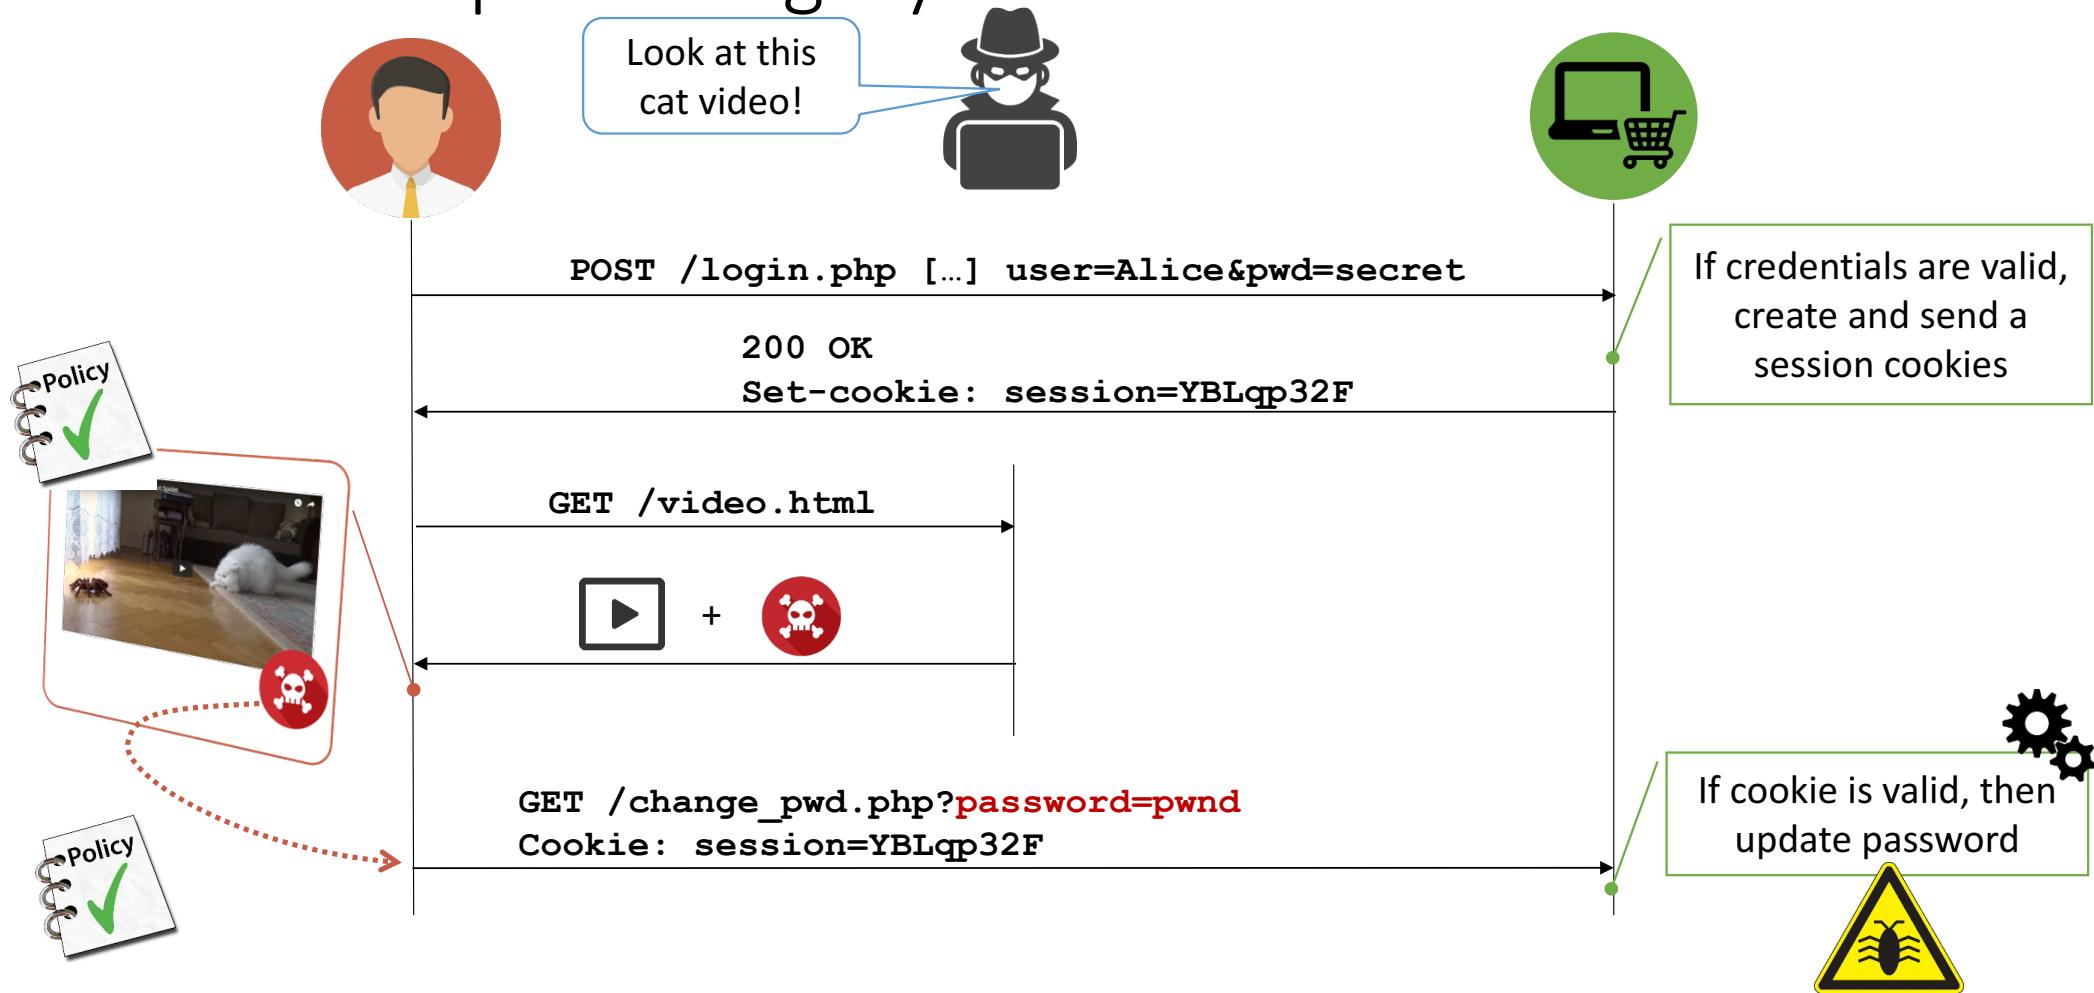 Look at this
cat video!
POST /login.php […] user=Alice&pwd=secret
If credentials are valid,
create and send a
session cookies
200 OK
Set-cookie: session=YBLqp32F
Policy
GET /video.html
+
GET /change_pwd.php?password=pwnd
Cookie: session=YBLqp32F
If cookie is valid, then
update password
Policy